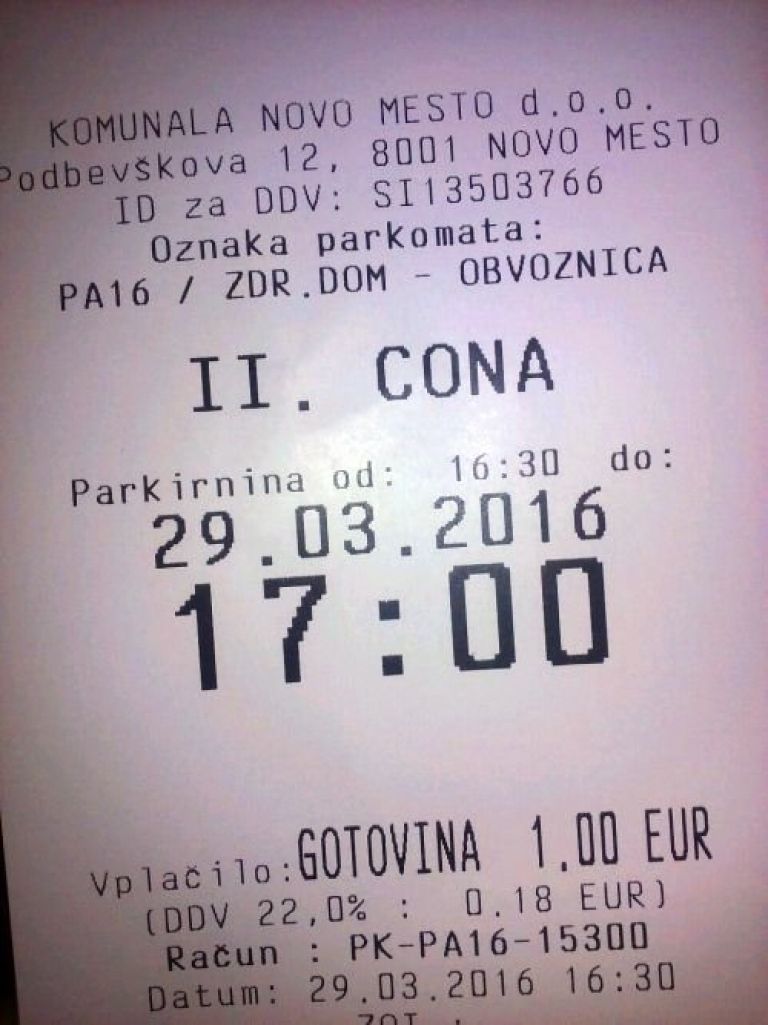 KOMUNALA NOVO MESTO d.o.o.
Podbevškova 12, 8001 NOVO MESTO
ID za DDV: SI13503766
Oznaka parkomata:
PA16 / ZDR.DOM - OBVOZNICA
II. CONA
Parkirnina od: 16:30 do:
29.03.2016
17:00
Vplačilo:GOTOVINA 1,00 EUR
(DDV 22,0% : 0.18 EUR)
Račun : PK-PA16-15300
Datum: 29.03.2016 16:30